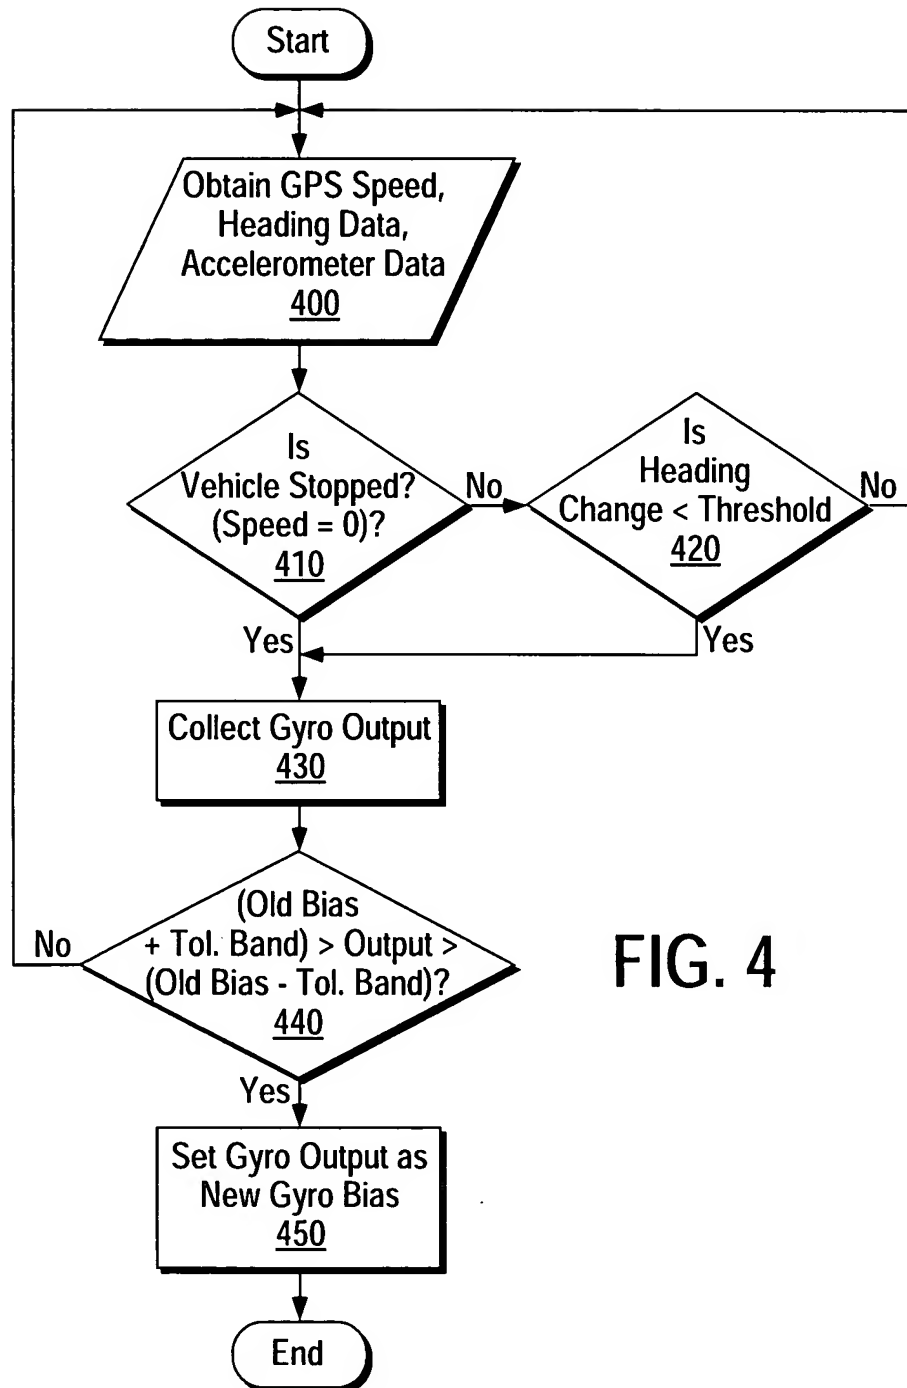 Start
Obtain GPS Speed,
Heading Data,
Accelerometer Data
400
Is
Vehicle Stopped?
(Speed = 0)?
410
No
Is
Heading
Change < Threshold
420
No
Yes
Yes
Collect Gyro Output
430
(Old Bias
+ Tol. Band) > Output >
(Old Bias - Tol. Band)?
440
No
Yes
FIG. 4
Set Gyro Output as
New Gyro Bias
450
End